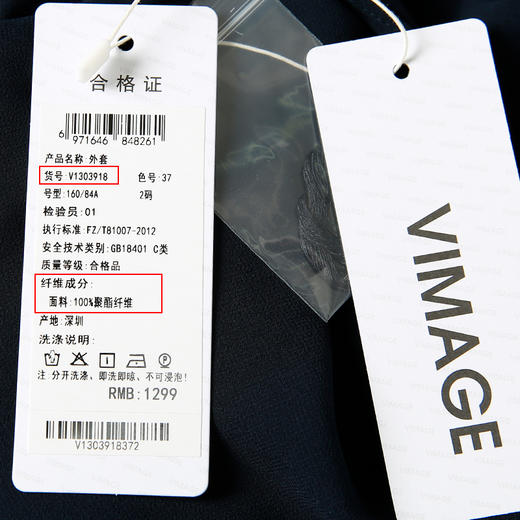 合格证
6 971646 848261
产品名称:外套
货号:V1303918 色号:37
号型:160/84A 2码
检验员:01
执行标准:FZ/T81007-2012
安全技术类别:GB18401 C类
质量等级:合格品
纤维成分:
面料:100%聚酯纤维
产地:深圳
洗涤说明:
注:分开洗涤、即洗即晾、不可浸泡!
RMB:1299
V1303918372
VIMAGE